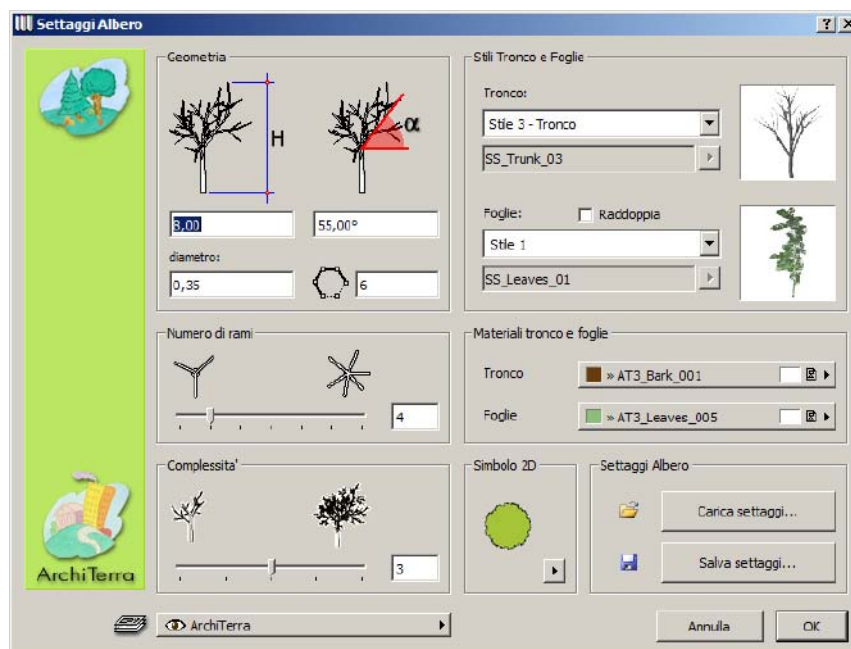 Settaggi Albero
Geometria
H
α
8,00
55,00°
diametro:
0,35
6
Numero di rami
4
Complessita'
3
ArchiTerra
Stili Tronco e Foglie
Tronco:
Stile 3 - Tronco
SS_Trunk_03
Foglie:
Raddoppia
Stile 1
SS_Leaves_01
Materiali tronco e foglie
Tronco
» AT3_Bark_001
Foglie
» AT3_Leaves_005
Simbolo 2D
Settaggi Albero
Carica settaggi...
Salva settaggi...
ArchiTerra
Annulla
OK